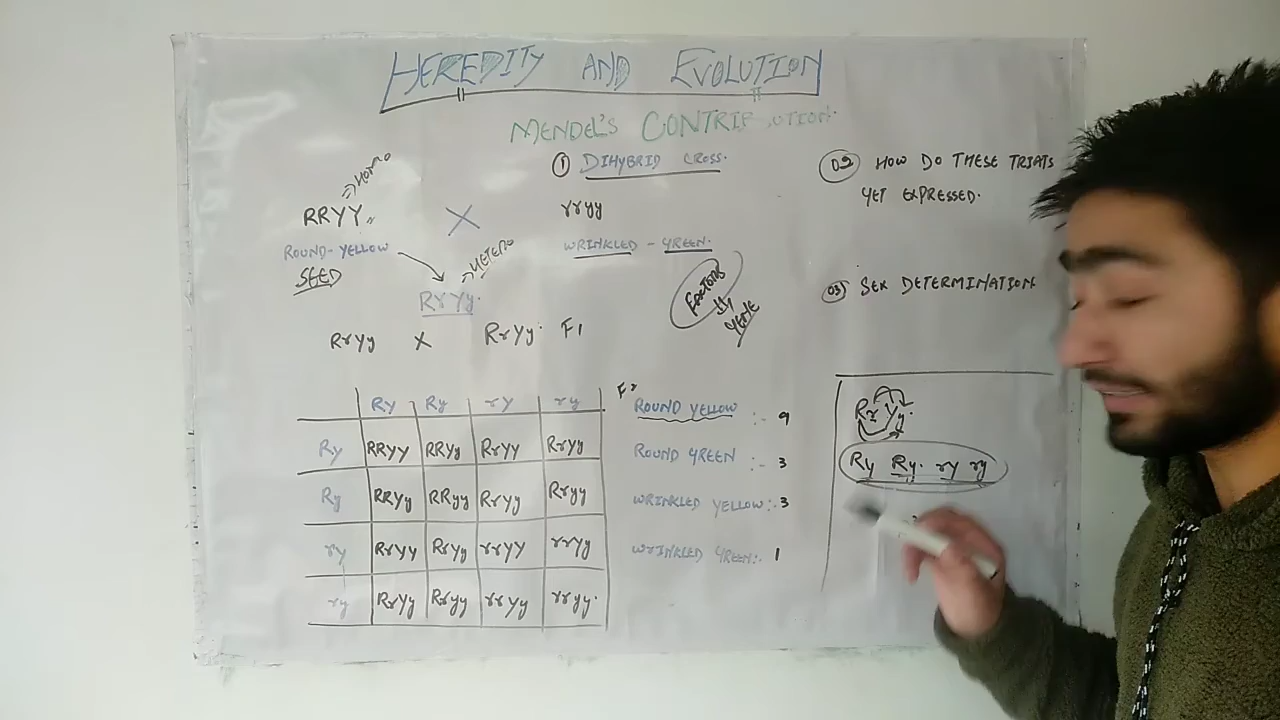 HEREDITY AND EVOLUTION
MENDEL'S CONTRIBUTION.
① DIHYBRID CROSS.
RRYY → HOMO
X
rryy
ROUND-YELLOW
SEED
WRINKLED - GREEN.
RrYy. → HETERO
RrYy X RrYy. F1
FACTORS
GENE
RY Ry rY ry
RY RRYY RRYy RrYY RrYy
Ry RRYy RRyy RrYy Rryy
rY RrYY RrYy rrYY rrYy
ry RrYy Rryy rrYy rryy.
ROUND YELLOW :- 9
ROUND GREEN :- 3
WRINKLED YELLOW :- 3
WRINKLED GREEN :- 1
02 HOW DO THESE TRIATS
GET EXPRESSED.
03 SEX DETERMINATION
RrYy.
RY Ry. rY ry